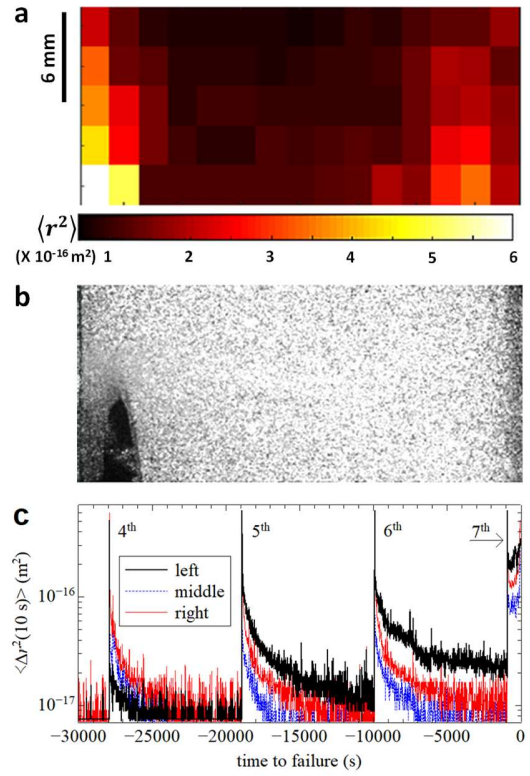 a
6 mm
⟨r²⟩
(X 10⁻¹⁶ m²) 1 2 3 4 5 6
b
c
4th 5th 6th 7th
left
middle
right
⟨Δr²(10 s)⟩ (m²)
10⁻¹⁶
10⁻¹⁷
−30000 −25000 −20000 −15000 −10000 −5000 0
time to failure (s)